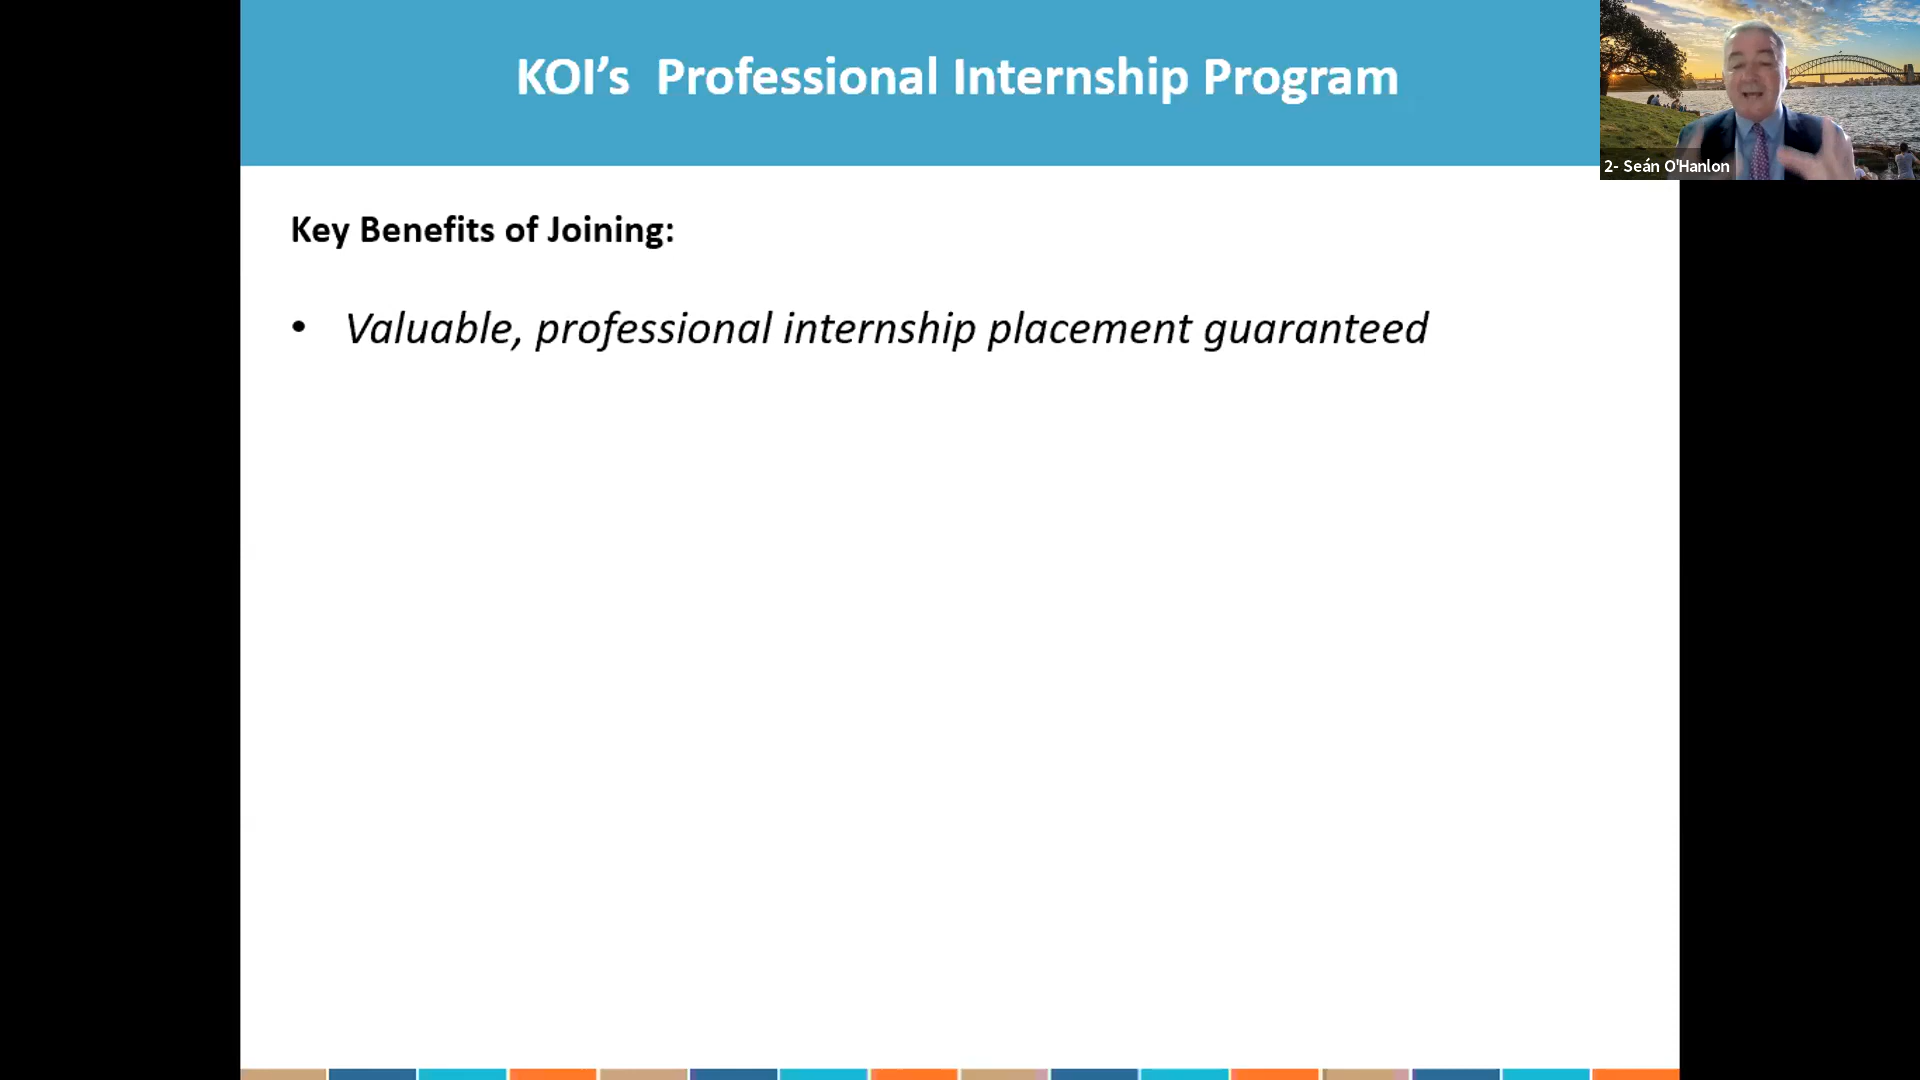 KOI’s  Professional Internship Program
2- Seán O'Hanlon
Key Benefits of Joining:
• Valuable, professional internship placement guaranteed